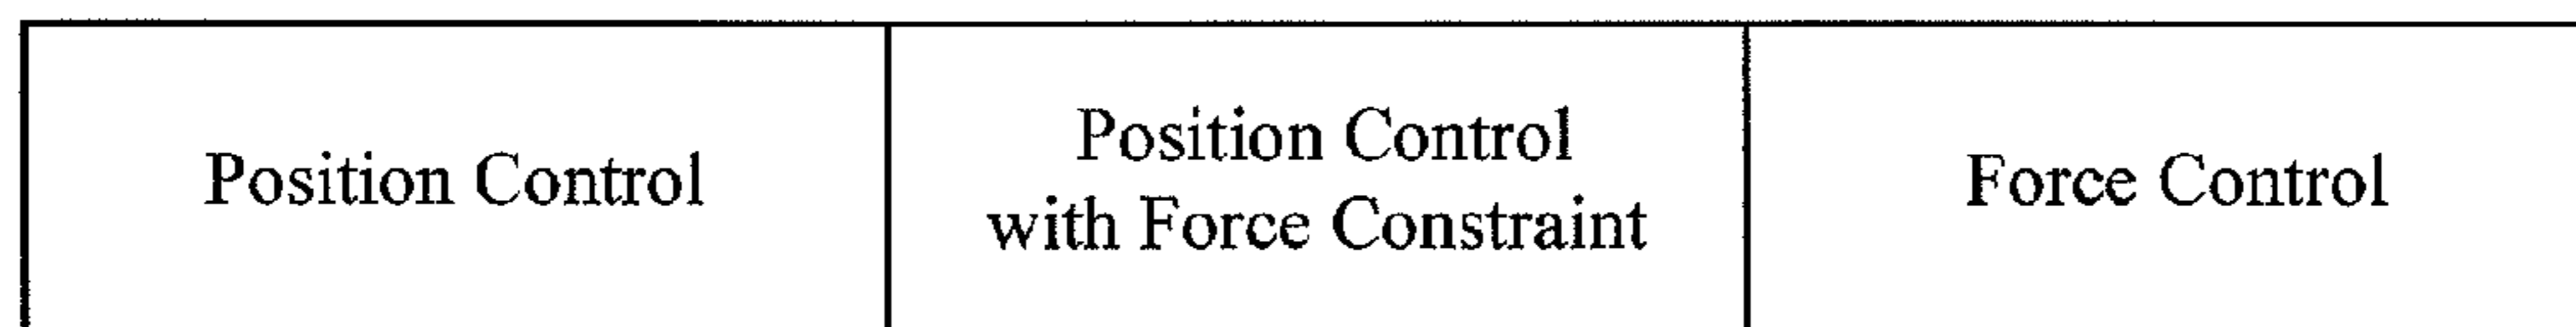 Position Control
Position Control
with Force Constraint
Force Control